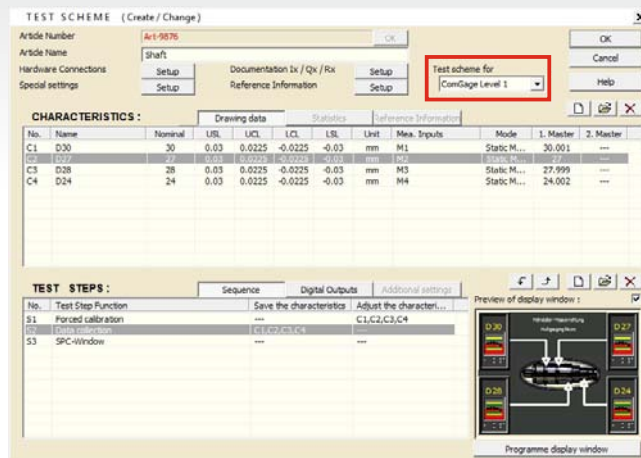 TEST SCHEME (Create / Change)
Article Number Art-9876 OK OK
Article Name Shaft Cancel
Hardware Connections Setup Documentation Ix / Qx / Rx Setup Test scheme for
Special settings Setup Reference Information Setup ComGage Level 1 Help
CHARACTERISTICS: Drawing data Statistics Reference Information
No. Name Nominal USL UCL LCL LSL Unit Mea. Inputs Mode 1. Master 2. Master
C1 D30 30 0.03 0.0225 -0.0225 -0.03 mm M1 Static M... 30.001 ---
C2 D27 27 0.03 0.0225 -0.0225 -0.03 mm M2 Static M... 27 ---
C3 D28 28 0.03 0.0225 -0.0225 -0.03 mm M3 Static M... 27.999 ---
C4 D24 24 0.03 0.0225 -0.0225 -0.03 mm M4 Static M... 24.002 ---
TEST STEPS: Sequence Digital Outputs Additional settings
No. Test Step Function Save the characteristics Adjust the characteri... Preview of display window :
S1 Forced calibration --- C1,C2,C3,C4
S2 Data collection C1,C2,C3,C4 ---
S3 SPC-Window --- ---
D30 D27
D28 D24
Programme display window